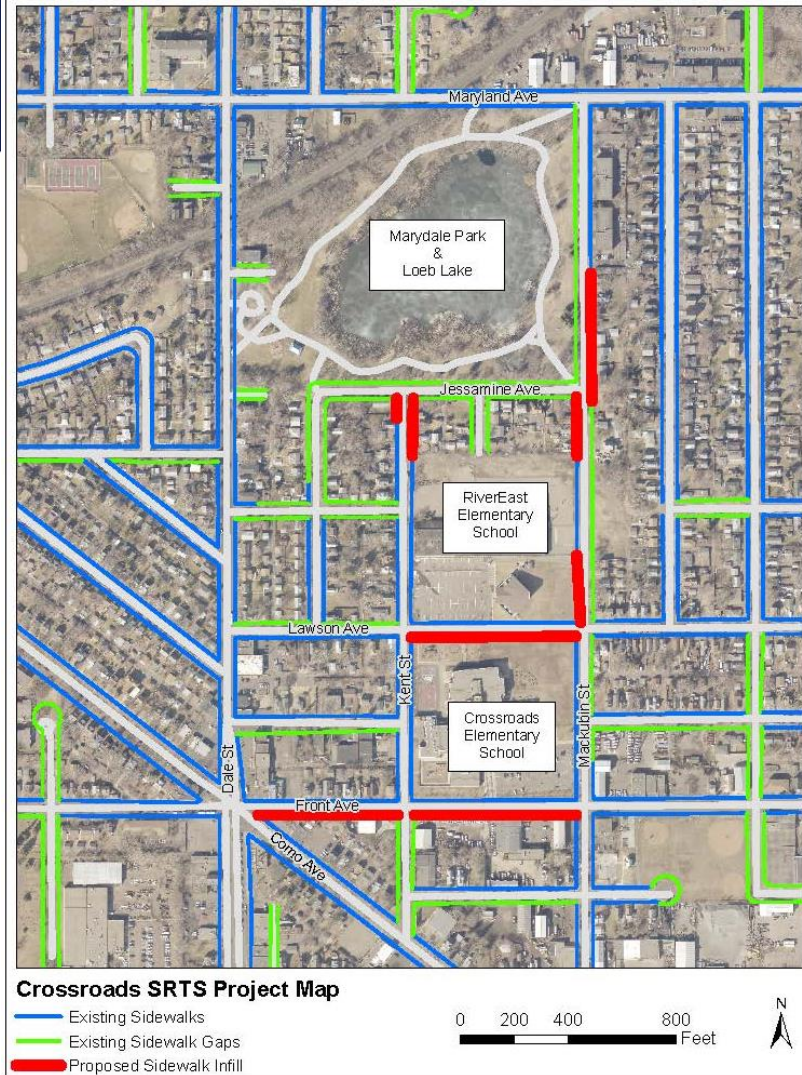 Maryland Ave
Marydale Park
&
Loeb Lake
Jessamine Ave
RiverEast
Elementary
School
Lawson Ave
Kent St
Crossroads
Elementary
School
Mackubin St
Dale St
Front Ave
Como Ave
Crossroads SRTS Project Map
Existing Sidewalks
Existing Sidewalk Gaps
Proposed Sidewalk Infill
0 200 400 800
Feet
N